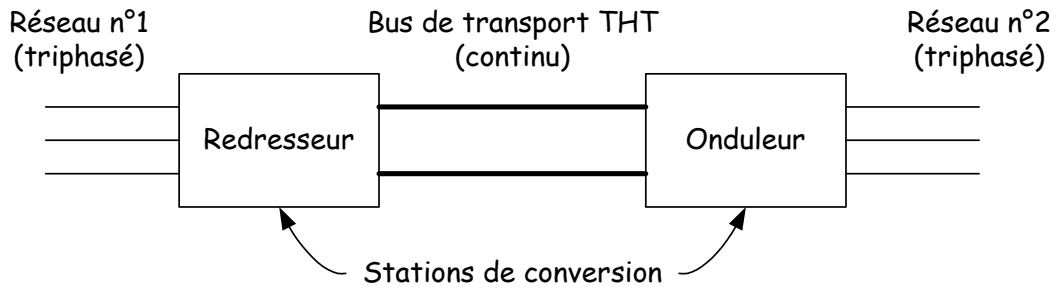 Réseau n°1
(triphasé)
Bus de transport THT
(continu)
Réseau n°2
(triphasé)
Redresseur
Onduleur
Stations de conversion